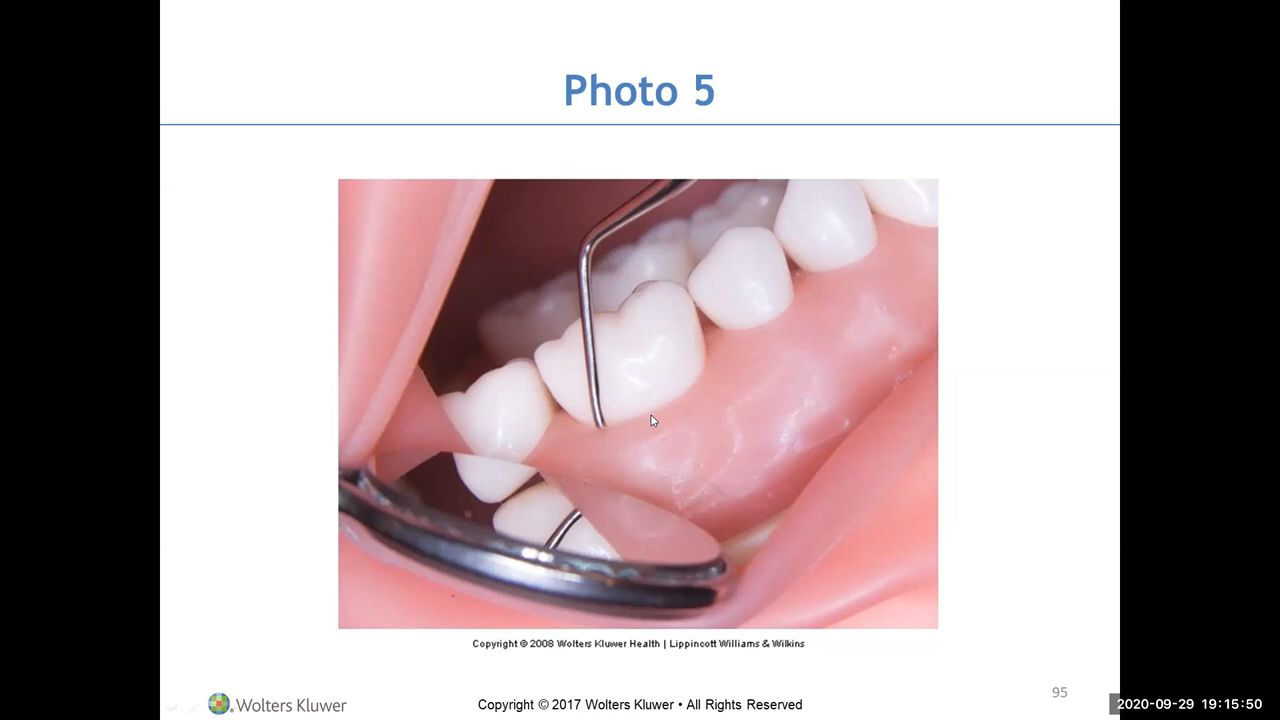 Photo 5
Copyright © 2008 Wolters Kluwer Health | Lippincott Williams & Wilkins
95
Wolters Kluwer
Copyright © 2017 Wolters Kluwer • All Rights Reserved
2020-09-29 19:15:50